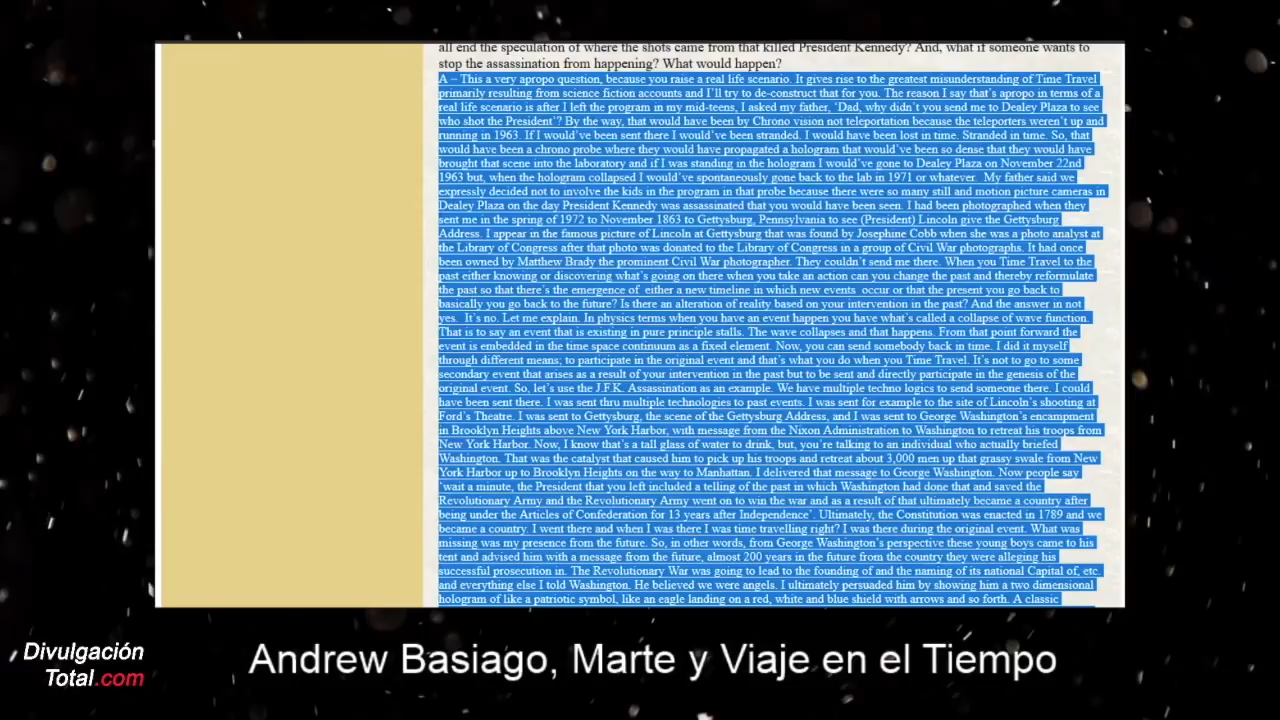 all end the speculation of where the shots came from that killed President Kennedy? And, what if someone wants to
stop the assassination from happening? What would happen?
A – This a very apropo question, because you raise a real life scenario. It gives rise to the greatest misunderstanding of Time Travel
primarily resulting from science fiction accounts and I'll try to de-construct that for you. The reason I say that's apropo in terms of a
real life scenario is after I left the program in my mid-teens, I asked my father, 'Dad, why didn't you send me to Dealey Plaza to see
who shot the President'? By the way, that would have been by Chrono vision not teleportation because the teleporters weren't up and
running in 1963. If I would've been sent there I would've been stranded. I would have been lost in time. Stranded in time. So, that
would have been a chrono probe where they would have propagated a hologram that would've been so dense that they would have
brought that scene into the laboratory and if I was standing in the hologram I would've gone to Dealey Plaza on November 22nd
1963 but, when the hologram collapsed I would've spontaneously gone back to the lab in 1971 or whatever. My father said we
expressly decided not to involve the kids in the program in that probe because there were so many still and motion picture cameras in
Dealey Plaza on the day President Kennedy was assassinated that you would have been seen. I had been photographed when they
sent me in the spring of 1972 to November 1863 to Gettysburg, Pennsylvania to see (President) Lincoln give the Gettysburg
Address. I appear in the famous picture of Lincoln at Gettysburg that was found by Josephine Cobb when she was a photo analyst at
the Library of Congress after that photo was donated to the Library of Congress in a group of Civil War photographs. It had once
been owned by Matthew Brady the prominent Civil War photographer. They couldn't send me there. When you Time Travel to the
past either knowing or discovering what's going on there when you take an action can you change the past and thereby reformulate
the past so that there's the emergence of either a new timeline in which new events occur or that the present you go back to
basically you go back to the future? Is there an alteration of reality based on your intervention in the past? And the answer in not
yes. It's no. Let me explain. In physics terms when you have an event happen you have what's called a collapse of wave function.
That is to say an event that is existing in pure principle stalls. The wave collapses and that happens. From that point forward the
event is embedded in the time space continuum as a fixed element. Now, you can send somebody back in time. I did it myself
through different means; to participate in the original event and that's what you do when you Time Travel. It's not to go to some
secondary event that arises as a result of your intervention in the past but to be sent and directly participate in the genesis of the
original event. So, let's use the J.F.K. Assassination as an example. We have multiple techno logics to send someone there. I could
have been sent there. I was sent thru multiple technologies to past events. I was sent for example to the site of Lincoln's shooting at
Ford's Theatre. I was sent to Gettysburg, the scene of the Gettysburg Address, and I was sent to George Washington's encampment
in Brooklyn Heights above New York Harbor, with message from the Nixon Administration to Washington to retreat his troops from
New York Harbor. Now, I know that's a tall glass of water to drink, but, you're talking to an individual who actually briefed
Washington. That was the catalyst that caused him to pick up his troops and retreat about 3,000 men up that grassy swale from New
York Harbor up to Brooklyn Heights on the way to Manhattan. I delivered that message to George Washington. Now people say
'wait a minute, the President that you left included a telling of the past in which Washington had done that and saved the
Revolutionary Army and the Revolutionary Army went on to win the war and as a result of that ultimately became a country after
being under the Articles of Confederation for 13 years after Independence'. Ultimately, the Constitution was enacted in 1789 and we
became a country. I went there and when I was there I was time travelling right? I was there during the original event. What was
missing was my presence from the future. So, in other words, from George Washington's perspective these young boys came to his
tent and advised him with a message from the future, almost 200 years in the future from the country they were alleging his
successful prosecution in. The Revolutionary War was going to lead to the founding of and the naming of its national Capital of, etc.
and everything else I told Washington. He believed we were angels. I ultimately persuaded him by showing him a two dimensional
hologram of like a patriotic symbol, like an eagle landing on a red, white and blue shield with arrows and so forth. A classic
Divulgación
Total.com
Andrew Basiago, Marte y Viaje en el Tiempo